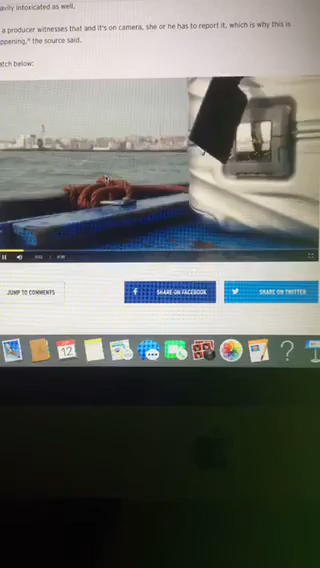 avily intoxicated as well.
a producer witnesses that and it's on camera, she or he has to report it, which is why this is
ppening," the source said.
atch below:
JUMP TO COMMENTS
SHARE ON FACEBOOK
SHARE ON TWITTER
12